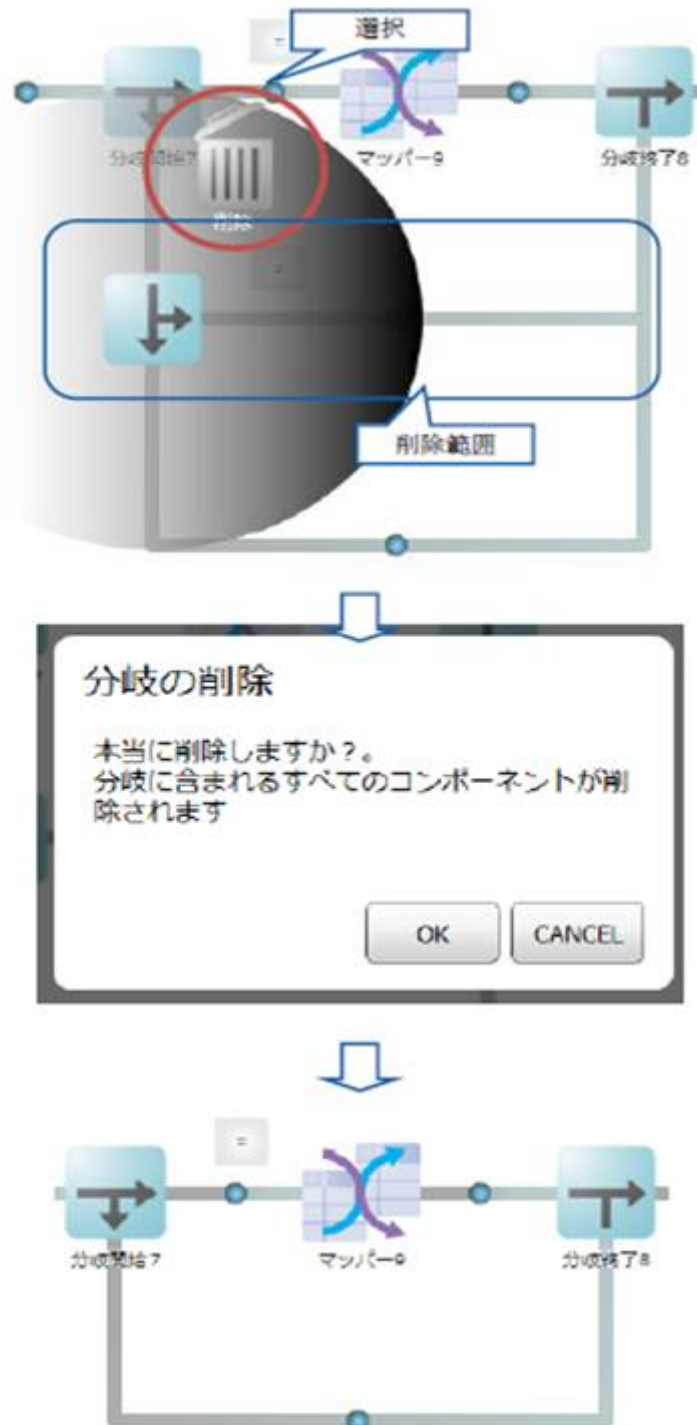 選択
=
分岐開始7
マッパー9
分岐終了8
削除
=
削除範囲
分岐の削除
本当に削除しますか？。
分岐に含まれるすべてのコンポーネントが削
除されます
OK
CANCEL
=
分岐開始7
マッパー9
分岐終了8